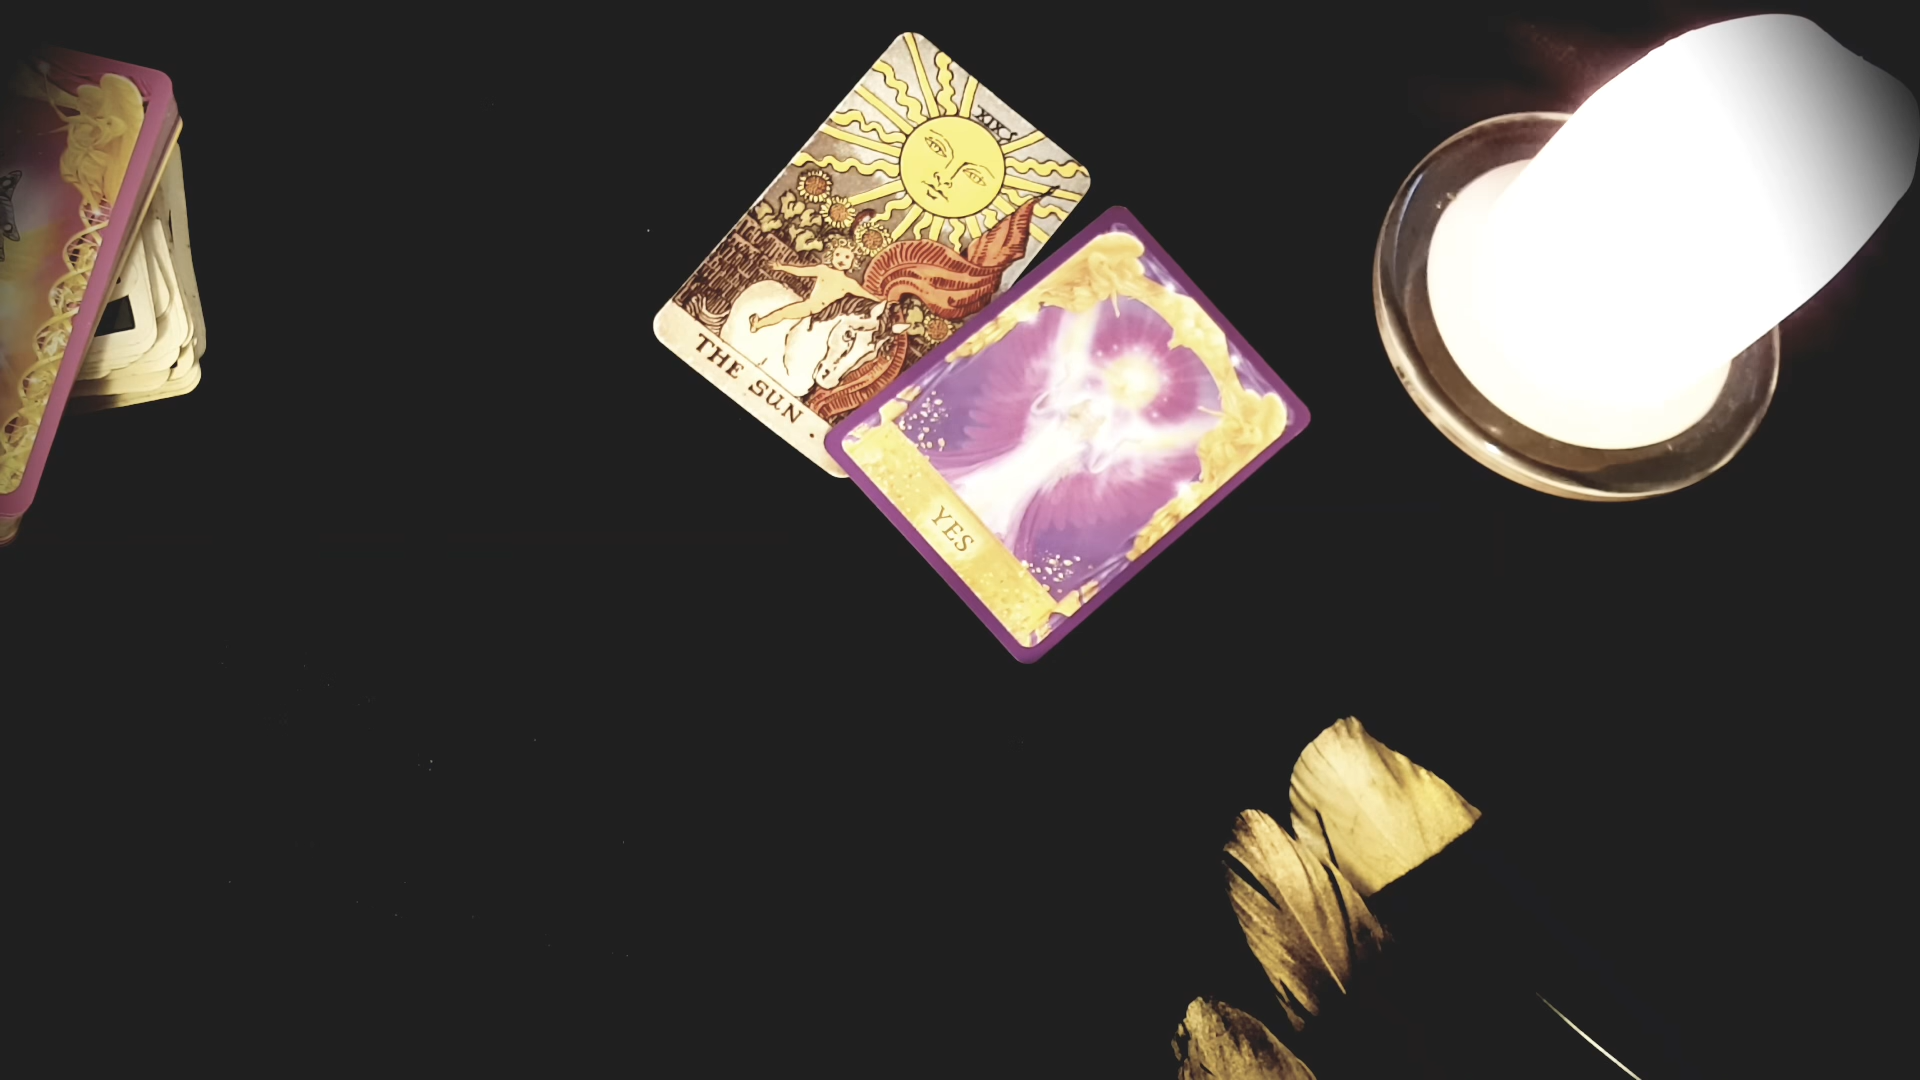 XIX
THE SUN .
YES